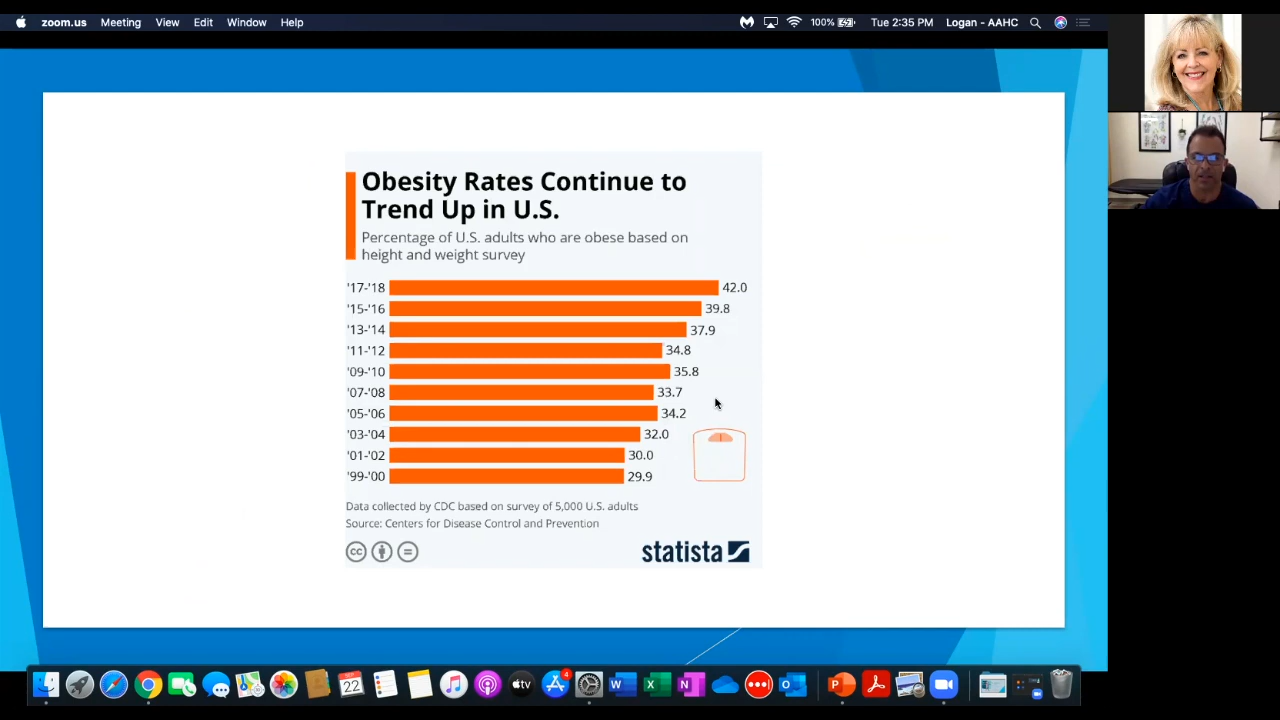 zoom.us Meeting View Edit Window Help 100% Tue 2:35 PM Logan - AAHC
Obesity Rates Continue to
Trend Up in U.S.
Percentage of U.S. adults who are obese based on
height and weight survey
'17-'18 42.0
'15-'16 39.8
'13-'14 37.9
'11-'12 34.8
'09-'10 35.8
'07-'08 33.7
'05-'06 34.2
'03-'04 32.0
'01-'02 30.0
'99-'00 29.9
Data collected by CDC based on survey of 5,000 U.S. adults
Source: Centers for Disease Control and Prevention
cc
statista
22 tv 4 W X N O P